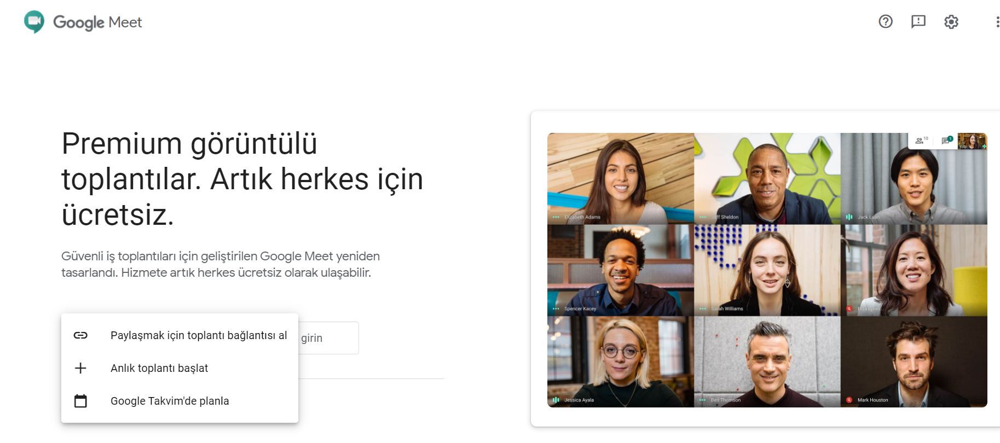 Google Meet
Premium görüntülü
toplantılar. Artık herkes için
ücretsiz.
Güvenli iş toplantıları için geliştirilen Google Meet yeniden
tasarlandı. Hizmete artık herkes ücretsiz olarak ulaşabilir.
Paylaşmak için toplantı bağlantısı al
girin
Anlık toplantı başlat
Google Takvim'de planla
10
1
You
Elizabeth Adams
Jeff Sheldon
Jack Luan
Spencer Kacey
Sarah Williams
Risa Lynes
Jessica Ayala
Ben Thomson
Mark Houston